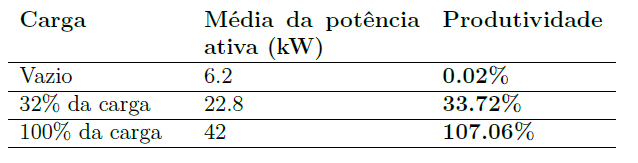 Carga Média da potência Produtividade
ativa (kW)
Vazio 6.2 0.02%
32% da carga 22.8 33.72%
100% da carga 42 107.06%